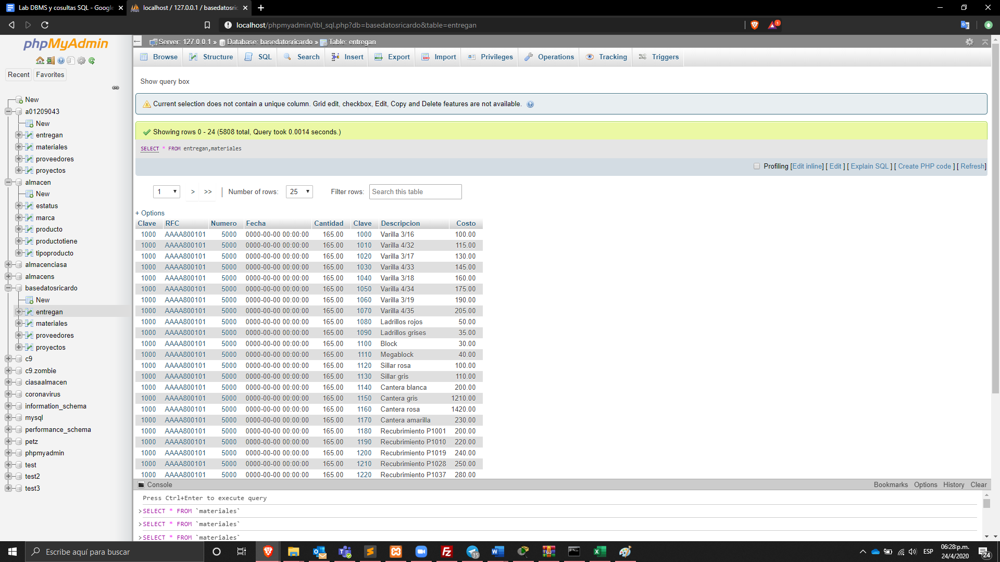 Lab DBMS y cosultas SQL - Google
localhost / 127.0.0.1 / basedatosric
localhost/phpmyadmin/tbl_sql.php?db=basedatosricardo&table=entregan
1
phpMyAdmin
Recent Favorites
New
a01209043
New
entregan
materiales
proveedores
proyectos
almacen
New
estatus
marca
producto
productotiene
tipoproducto
almacenciasa
almacens
basedatosricardo
New
entregan
materiales
proveedores
proyectos
c9
c9.zombie
ciasaalmacen
coronavirus
information_schema
mysql
performance_schema
petz
phpmyadmin
test
test2
test3
Server: 127.0.0.1 » Database: basedatosricardo » Table: entregan
Browse Structure SQL Search Insert Export Import Privileges Operations Tracking Triggers
Show query box
Current selection does not contain a unique column. Grid edit, checkbox, Edit, Copy and Delete features are not available.
Showing rows 0 - 24 (5808 total, Query took 0.0014 seconds.)
SELECT * FROM entregan,materiales
Profiling [Edit inline] [ Edit ] [ Explain SQL ] [ Create PHP code ] [ Refresh]
1 > >> | Number of rows: 25 Filter rows: Search this table
+ Options
Clave RFC Numero Fecha Cantidad Clave Descripcion Costo
1000 AAAA800101 5000 0000-00-00 00:00:00 165.00 1000 Varilla 3/16 100.00
1000 AAAA800101 5000 0000-00-00 00:00:00 165.00 1010 Varilla 4/32 115.00
1000 AAAA800101 5000 0000-00-00 00:00:00 165.00 1020 Varilla 3/17 130.00
1000 AAAA800101 5000 0000-00-00 00:00:00 165.00 1030 Varilla 4/33 145.00
1000 AAAA800101 5000 0000-00-00 00:00:00 165.00 1040 Varilla 3/18 160.00
1000 AAAA800101 5000 0000-00-00 00:00:00 165.00 1050 Varilla 4/34 175.00
1000 AAAA800101 5000 0000-00-00 00:00:00 165.00 1060 Varilla 3/19 190.00
1000 AAAA800101 5000 0000-00-00 00:00:00 165.00 1070 Varilla 4/35 205.00
1000 AAAA800101 5000 0000-00-00 00:00:00 165.00 1080 Ladrillos rojos 50.00
1000 AAAA800101 5000 0000-00-00 00:00:00 165.00 1090 Ladrillos grises 35.00
1000 AAAA800101 5000 0000-00-00 00:00:00 165.00 1100 Block 30.00
1000 AAAA800101 5000 0000-00-00 00:00:00 165.00 1110 Megablock 40.00
1000 AAAA800101 5000 0000-00-00 00:00:00 165.00 1120 Sillar rosa 100.00
1000 AAAA800101 5000 0000-00-00 00:00:00 165.00 1130 Sillar gris 110.00
1000 AAAA800101 5000 0000-00-00 00:00:00 165.00 1140 Cantera blanca 200.00
1000 AAAA800101 5000 0000-00-00 00:00:00 165.00 1150 Cantera gris 1210.00
1000 AAAA800101 5000 0000-00-00 00:00:00 165.00 1160 Cantera rosa 1420.00
1000 AAAA800101 5000 0000-00-00 00:00:00 165.00 1170 Cantera amarilla 230.00
1000 AAAA800101 5000 0000-00-00 00:00:00 165.00 1180 Recubrimiento P1001 200.00
1000 AAAA800101 5000 0000-00-00 00:00:00 165.00 1190 Recubrimiento P1010 220.00
1000 AAAA800101 5000 0000-00-00 00:00:00 165.00 1200 Recubrimiento P1019 240.00
1000 AAAA800101 5000 0000-00-00 00:00:00 165.00 1210 Recubrimiento P1028 250.00
1000 AAAA800101 5000 0000-00-00 00:00:00 165.00 1220 Recubrimiento P1037 280.00
Console Bookmarks Options History Clear
Press Ctrl+Enter to execute query
>SELECT * FROM `materiales`
>SELECT * FROM `materiales`
>SELECT * FROM `materiales`
Escribe aquí para buscar
35
ESP
06:28:p.m.
24/4/2020
24